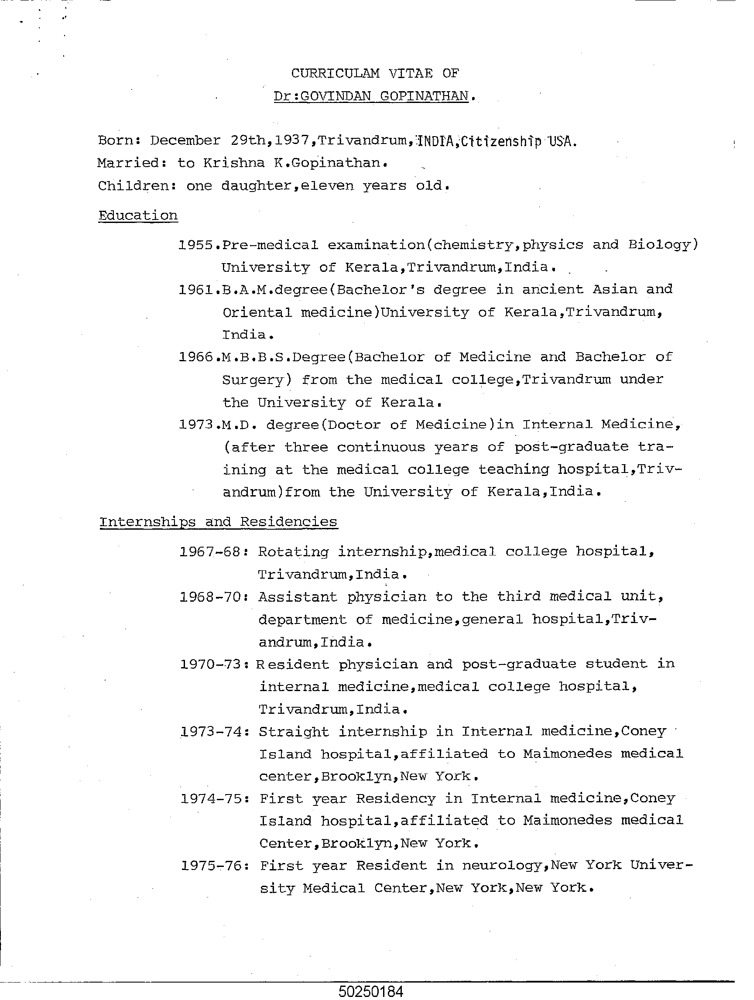 CURRICULAM VITAE OF
Dr:GOVINDAN GOPINATHAN.
Born: December 29th,1937,Trivandrum,INDIA,Citizenship USA.
Married: to Krishna K.Gopinathan.
Children: one daughter,eleven years old.
Education
1955.Pre-medical examination(chemistry,physics and Biology)
University of Kerala,Trivandrum,India.
1961.B.A.M.degree(Bachelor's degree in ancient Asian and
Oriental medicine)University of Kerala,Trivandrum,
India.
1966.M.B.B.S.Degree(Bachelor of Medicine and Bachelor of
Surgery) from the medical college,Trivandrum under
the University of Kerala.
1973.M.D. degree(Doctor of Medicine)in Internal Medicine,
(after three continuous years of post-graduate tra-
ining at the medical college teaching hospital,Triv-
andrum)from the University of Kerala,India.
Internships and Residencies
1967-68: Rotating internship,medical college hospital,
Trivandrum,India.
1968-70: Assistant physician to the third medical unit,
department of medicine,general hospital,Triv-
andrum,India.
1970-73: Resident physician and post-graduate student in
internal medicine,medical college hospital,
Trivandrum,India.
1973-74: Straight internship in Internal medicine,Coney
Island hospital,affiliated to Maimonedes medical
center,Brooklyn,New York.
1974-75: First year Residency in Internal medicine,Coney
Island hospital,affiliated to Maimonedes medical
Center,Brooklyn,New York.
1975-76: First year Resident in neurology,New York Univer-
sity Medical Center,New York,New York.
50250184